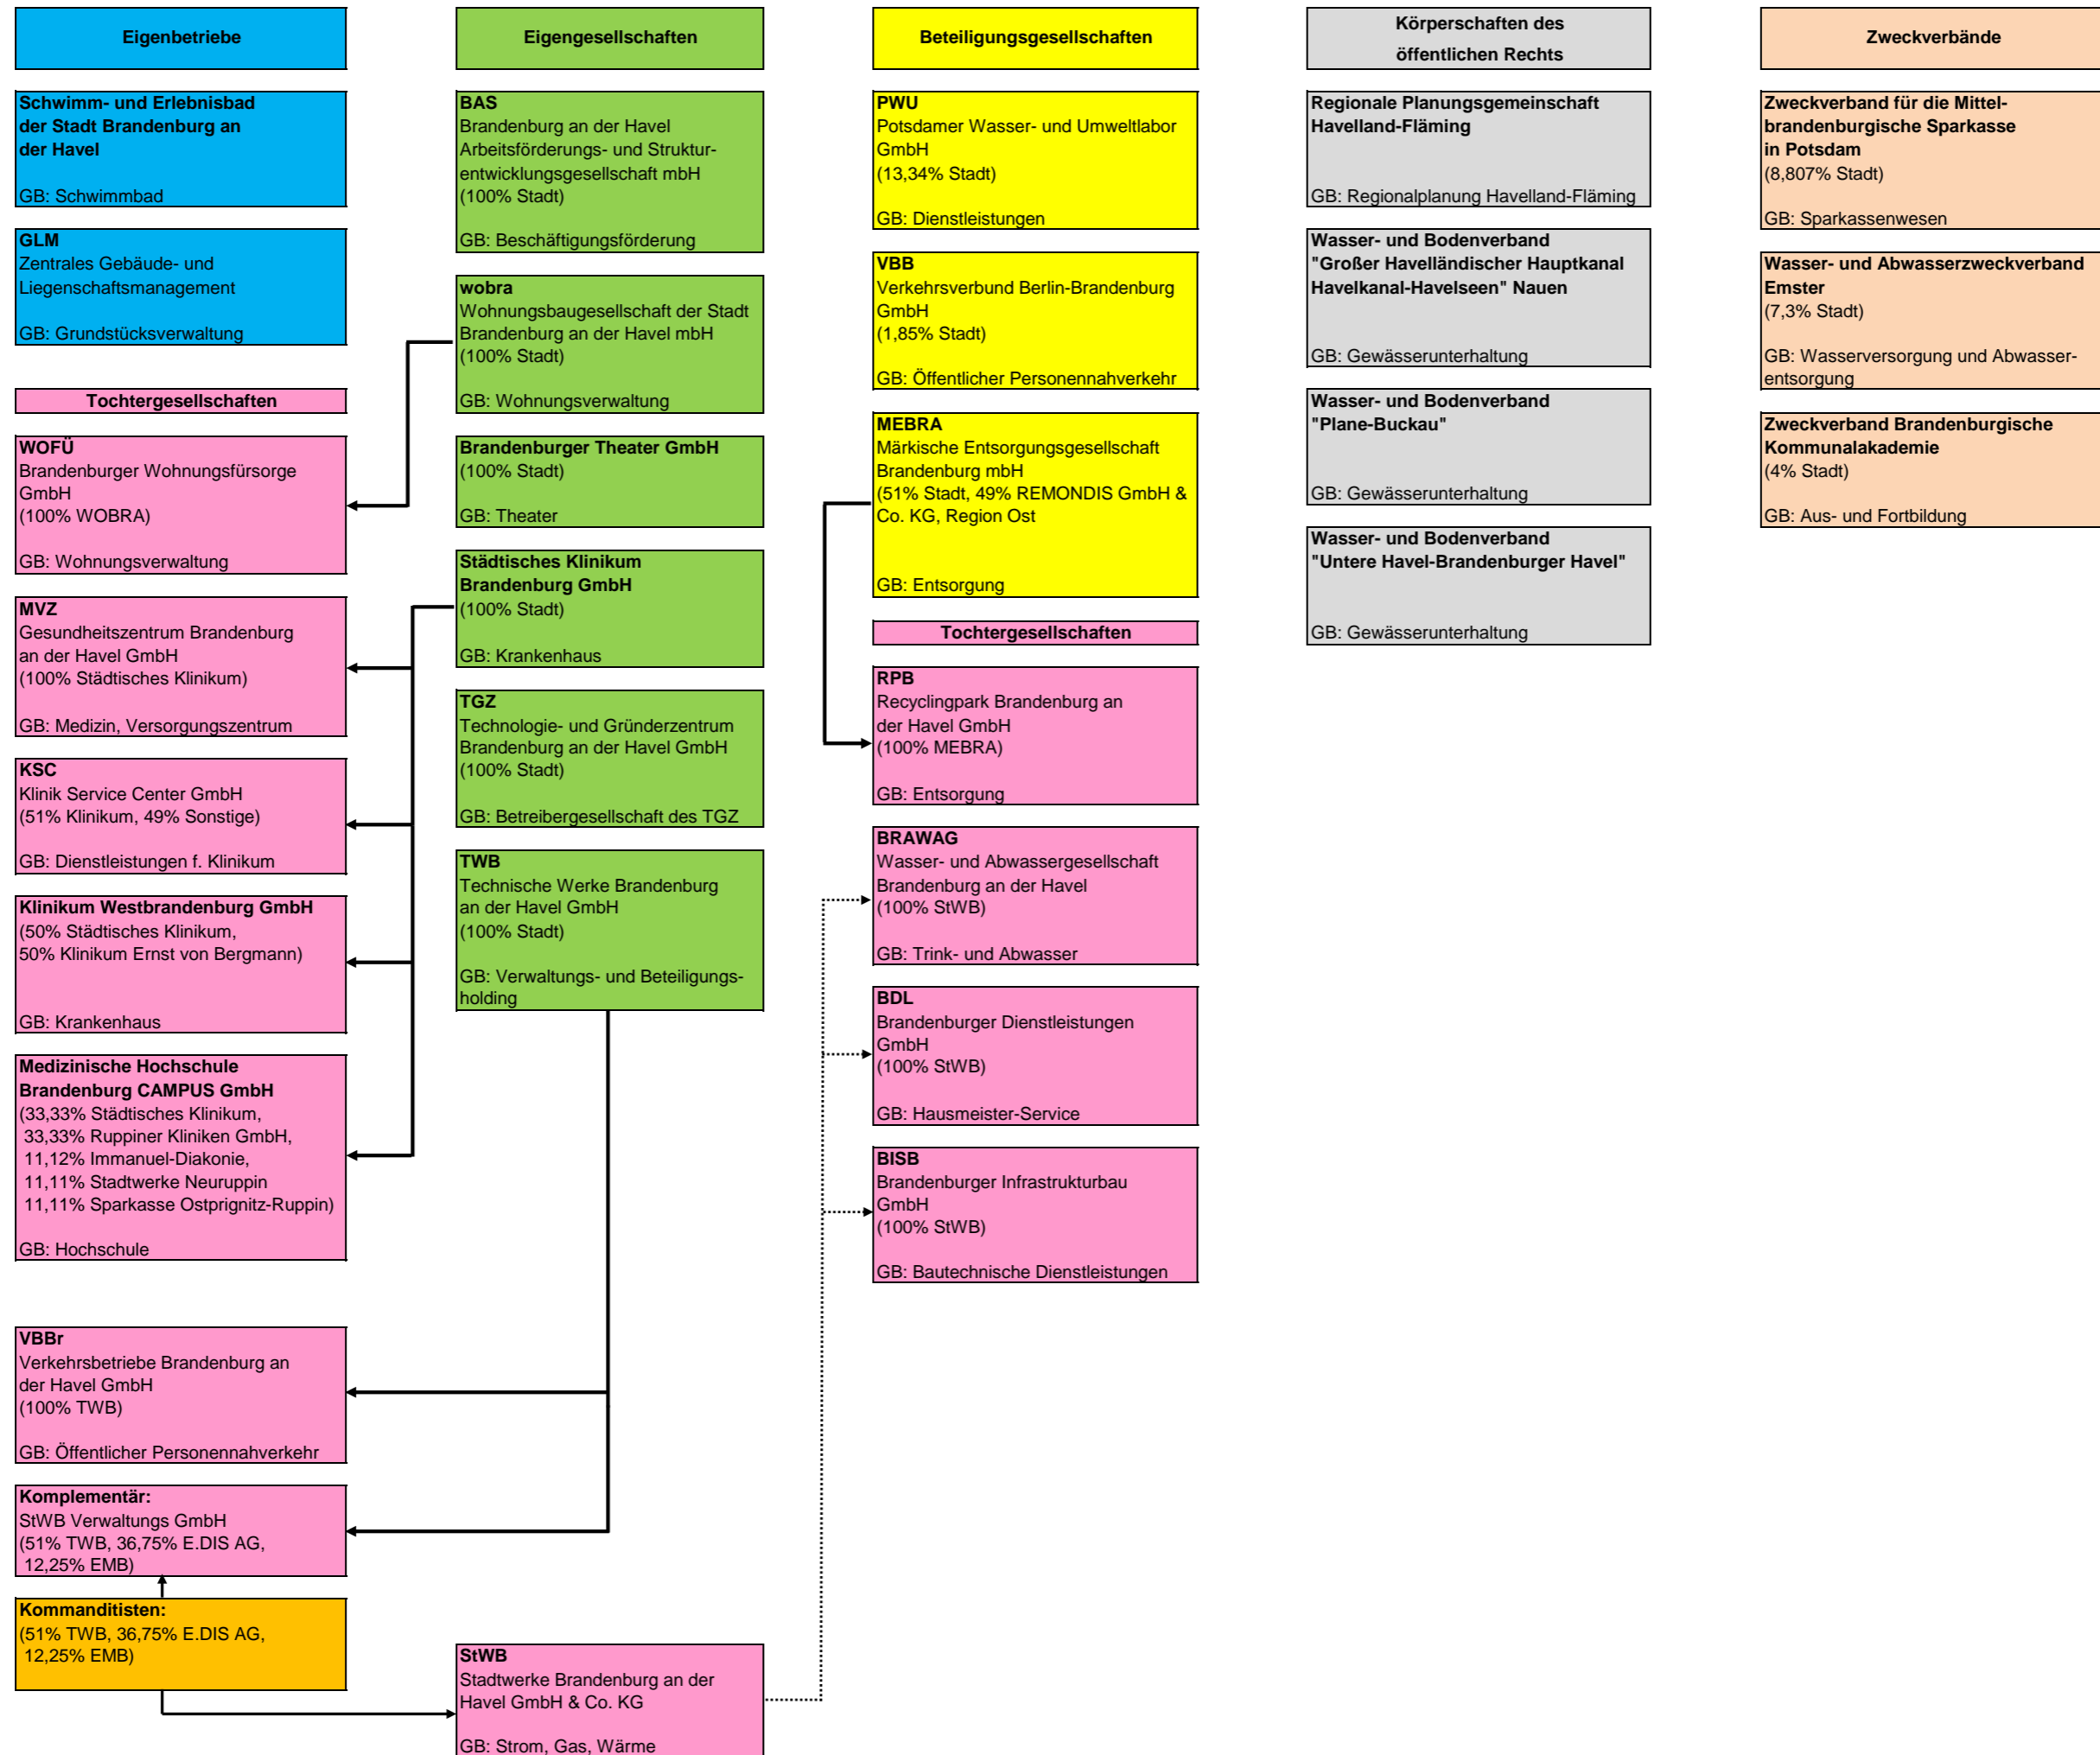 Eigenbetriebe
Schwimm- und Erlebnisbad
der Stadt Brandenburg an
der Havel
GB: Schwimmbad
GLM
Zentrales Gebäude- und
Liegenschaftsmanagement
GB: Grundstücksverwaltung
Tochtergesellschaften
WOFÜ
Brandenburger Wohnungsfürsorge
GmbH
(100% WOBRA)
GB: Wohnungsverwaltung
MVZ
Gesundheitszentrum Brandenburg
an der Havel GmbH
(100% Städtisches Klinikum)
GB: Medizin, Versorgungszentrum
KSC
Klinik Service Center GmbH
(51% Klinikum, 49% Sonstige)
GB: Dienstleistungen f. Klinikum
Klinikum Westbrandenburg GmbH
(50% Städtisches Klinikum,
50% Klinikum Ernst von Bergmann)
GB: Krankenhaus
Medizinische Hochschule
Brandenburg CAMPUS GmbH
(33,33% Städtisches Klinikum,
33,33% Ruppiner Kliniken GmbH,
11,12% Immanuel-Diakonie,
11,11% Stadtwerke Neuruppin
11,11% Sparkasse Ostprignitz-Ruppin)
GB: Hochschule
VBBr
Verkehrsbetriebe Brandenburg an
der Havel GmbH
(100% TWB)
GB: Öffentlicher Personennahverkehr
Komplementär:
StWB Verwaltungs GmbH
(51% TWB, 36,75% E.DIS AG,
12,25% EMB)
Kommanditisten:
(51% TWB, 36,75% E.DIS AG,
12,25% EMB)
Eigengesellschaften
BAS
Brandenburg an der Havel
Arbeitsförderungs- und Struktur-
entwicklungsgesellschaft mbH
(100% Stadt)
GB: Beschäftigungsförderung
wobra
Wohnungsbaugesellschaft der Stadt
Brandenburg an der Havel mbH
(100% Stadt)
GB: Wohnungsverwaltung
Brandenburger Theater GmbH
(100% Stadt)
GB: Theater
Städtisches Klinikum
Brandenburg GmbH
(100% Stadt)
GB: Krankenhaus
TGZ
Technologie- und Gründerzentrum
Brandenburg an der Havel GmbH
(100% Stadt)
GB: Betreibergesellschaft des TGZ
TWB
Technische Werke Brandenburg
an der Havel GmbH
(100% Stadt)
GB: Verwaltungs- und Beteiligungs-
holding
StWB
Stadtwerke Brandenburg an der
Havel GmbH & Co. KG
GB: Strom, Gas, Wärme
Beteiligungsgesellschaften
PWU
Potsdamer Wasser- und Umweltlabor
GmbH
(13,34% Stadt)
GB: Dienstleistungen
VBB
Verkehrsverbund Berlin-Brandenburg
GmbH
(1,85% Stadt)
GB: Öffentlicher Personennahverkehr
MEBRA
Märkische Entsorgungsgesellschaft
Brandenburg mbH
(51% Stadt, 49% REMONDIS GmbH &
Co. KG, Region Ost
GB: Entsorgung
Tochtergesellschaften
RPB
Recyclingpark Brandenburg an
der Havel GmbH
(100% MEBRA)
GB: Entsorgung
BRAWAG
Wasser- und Abwassergesellschaft
Brandenburg an der Havel
(100% StWB)
GB: Trink- und Abwasser
BDL
Brandenburger Dienstleistungen
GmbH
(100% StWB)
GB: Hausmeister-Service
BISB
Brandenburger Infrastrukturbau
GmbH
(100% StWB)
GB: Bautechnische Dienstleistungen
Körperschaften des
öffentlichen Rechts
Regionale Planungsgemeinschaft
Havelland-Fläming
GB: Regionalplanung Havelland-Fläming
Wasser- und Bodenverband
"Großer Havelländischer Hauptkanal
Havelkanal-Havelseen" Nauen
GB: Gewässerunterhaltung
Wasser- und Bodenverband
"Plane-Buckau"
GB: Gewässerunterhaltung
Wasser- und Bodenverband
"Untere Havel-Brandenburger Havel"
GB: Gewässerunterhaltung
Zweckverbände
Zweckverband für die Mittel-
brandenburgische Sparkasse
in Potsdam
(8,807% Stadt)
GB: Sparkassenwesen
Wasser- und Abwasserzweckverband
Emster
(7,3% Stadt)
GB: Wasserversorgung und Abwasser-
entsorgung
Zweckverband Brandenburgische
Kommunalakademie
(4% Stadt)
GB: Aus- und Fortbildung